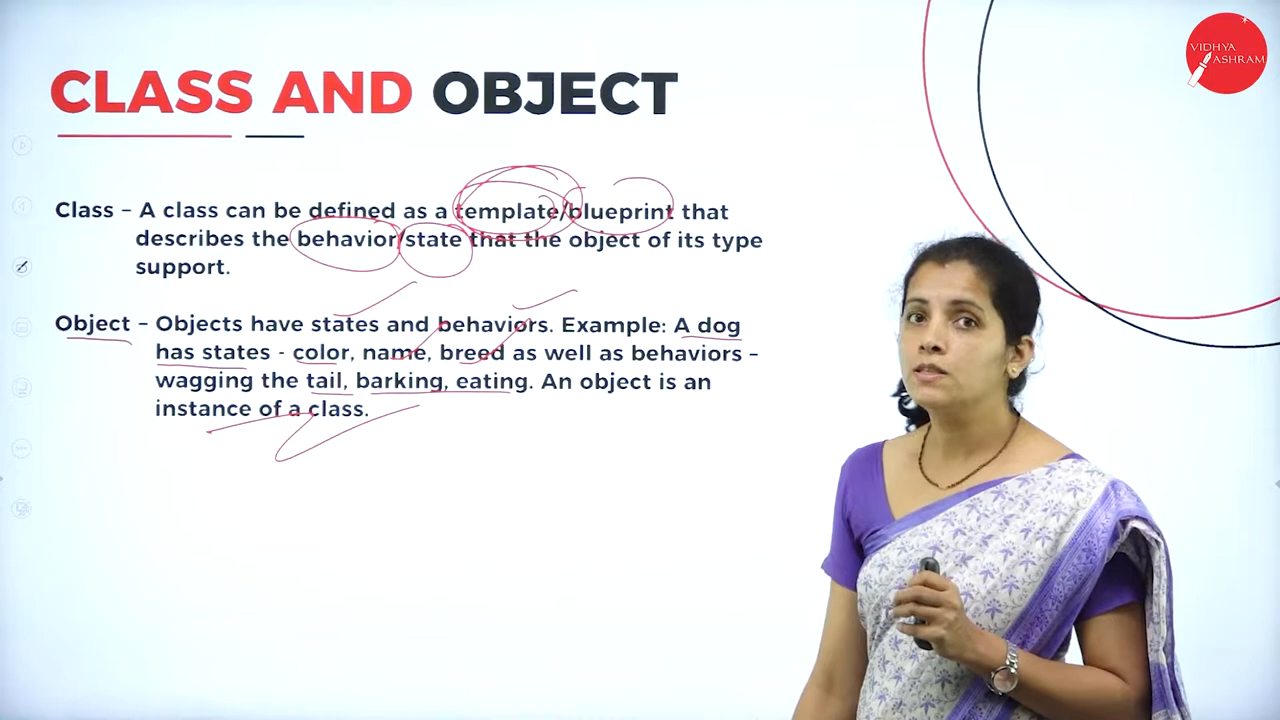 VIDHYA
ASHRAM
CLASS AND OBJECT
Class – A class can be defined as a template/blueprint that
describes the behavior/state that the object of its type
support.
Object – Objects have states and behaviors. Example: A dog
has states - color, name, breed as well as behaviors –
wagging the tail, barking, eating. An object is an
instance of a class.